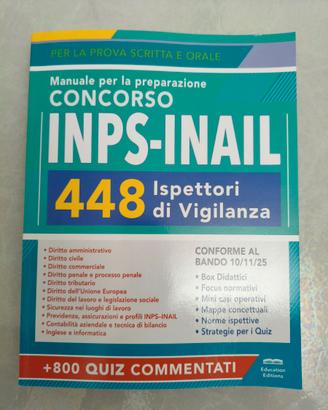 PER LA PROVA SCRITTA E ORALE
Manuale per la preparazione
CONCORSO
INPS-INAIL
448 Ispettori
di Vigilanza
• Diritto amministrativo
• Diritto civile
• Diritto commerciale
• Diritto penale e processo penale
• Diritto tributario
• Diritto dell'Unione Europea
• Diritto del lavoro e legislazione sociale
• Sicurezza nei luoghi di lavoro
• Previdenza, assicurazioni e profili INPS-INAIL
• Contabilità aziendale e tecnica di bilancio
• Inglese e informatica
CONFORME AL
BANDO 10/11/25
• Box Didattici
• Focus normativi
• Mini casi operativi
• Mappe concettuali
• Norme ispettive
• Strategie per i Quiz
+800 QUIZ COMMENTATI
Education
Editions